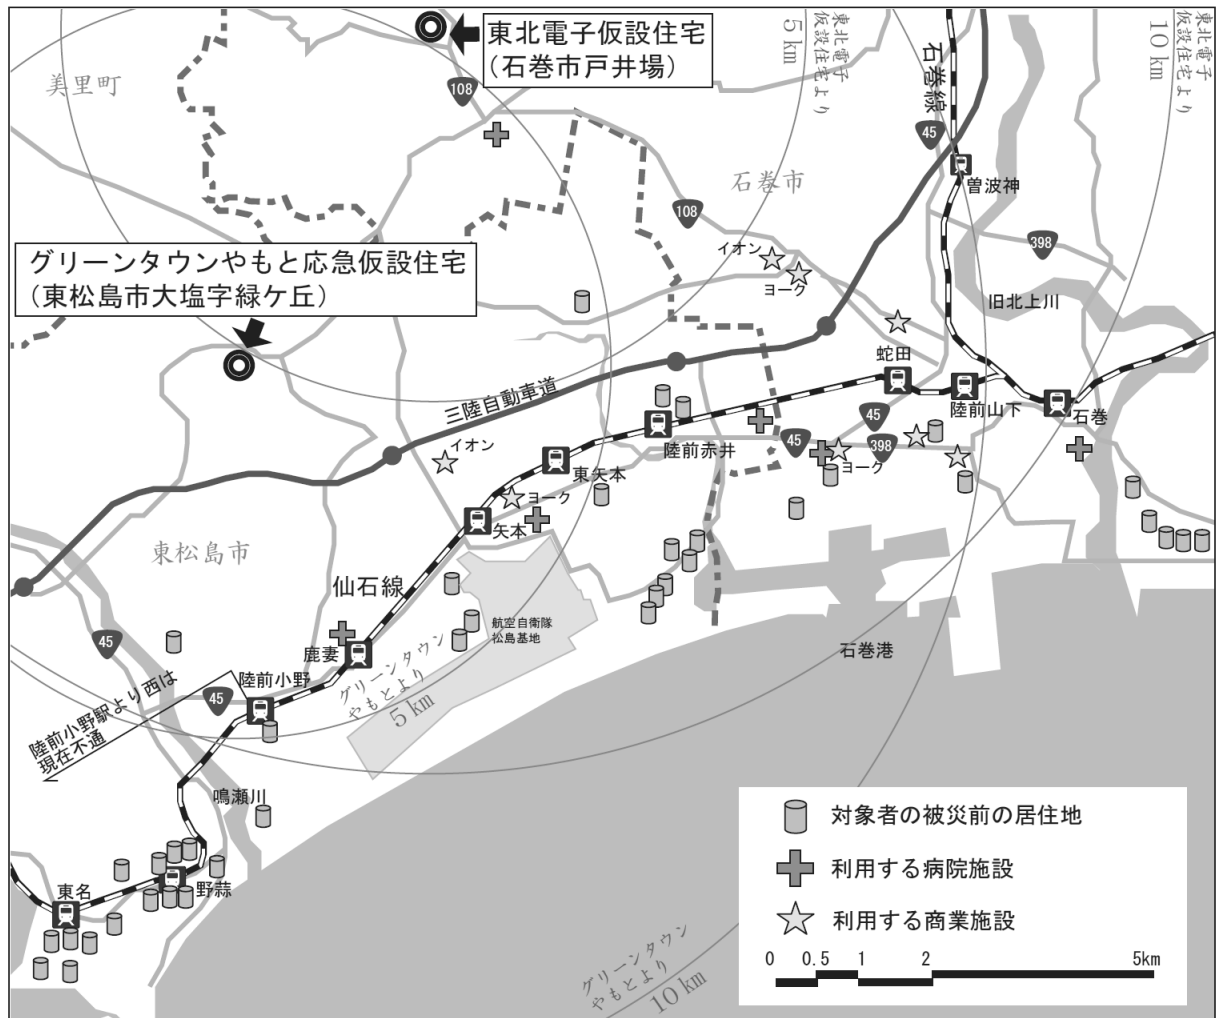 東北電子仮設住宅
(石巻市戸井場)
5 km
東北電子
仮設住宅より
10 km
東北電子
仮設住宅より
美里町
108
石巻線
45
曽波神
石巻市
108
398
イオン
ヨーク
グリーンタウンやもと応急仮設住宅
(東松島市大塩字緑ケ丘)
旧北上川
蛇田
三陸自動車道
陸前山下
石巻
45
イオン
陸前赤井
45
398
ヨーク
東矢本
ヨーク
矢本
東松島市
仙石線
航空自衛隊
松島基地
45
鹿妻
石巻港
陸前小野
グリーンタウン
やもとより
5 km
45
陸前小野駅より西は
現在不通
鳴瀬川
対象者の被災前の居住地
利用する病院施設
東名
野蒜
利用する商業施設
グリーンタウン
やもとより
10 km
0 0.5 1 2 5km